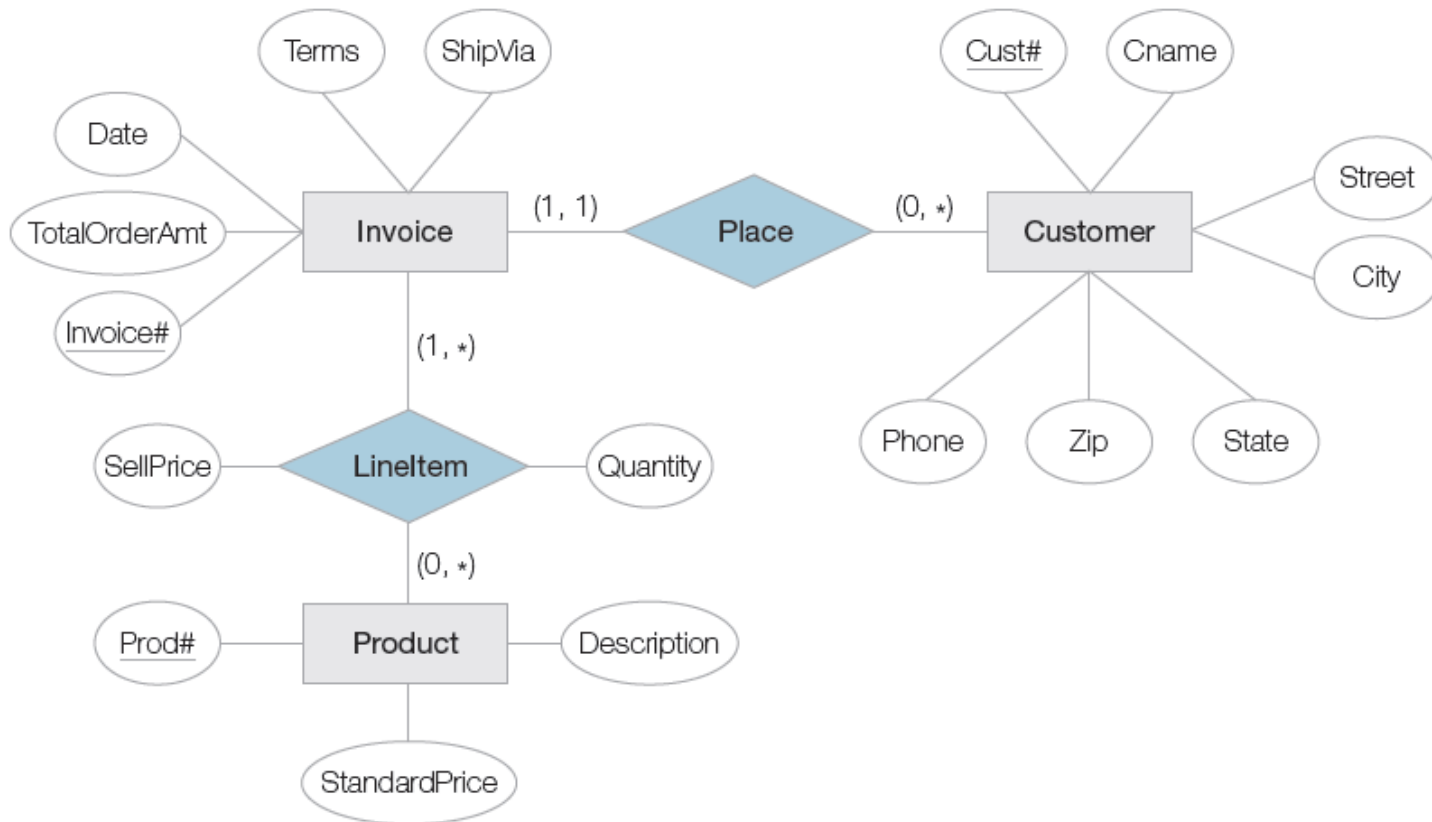 Terms
ShipVia
Cust#
Cname
Date
Street
TotalOrderAmt
Invoice
(1, 1)
Place
(0, *)
Customer
City
Invoice#
(1, *)
Phone
Zip
State
SellPrice
LineItem
Quantity
(0, *)
Prod#
Product
Description
StandardPrice